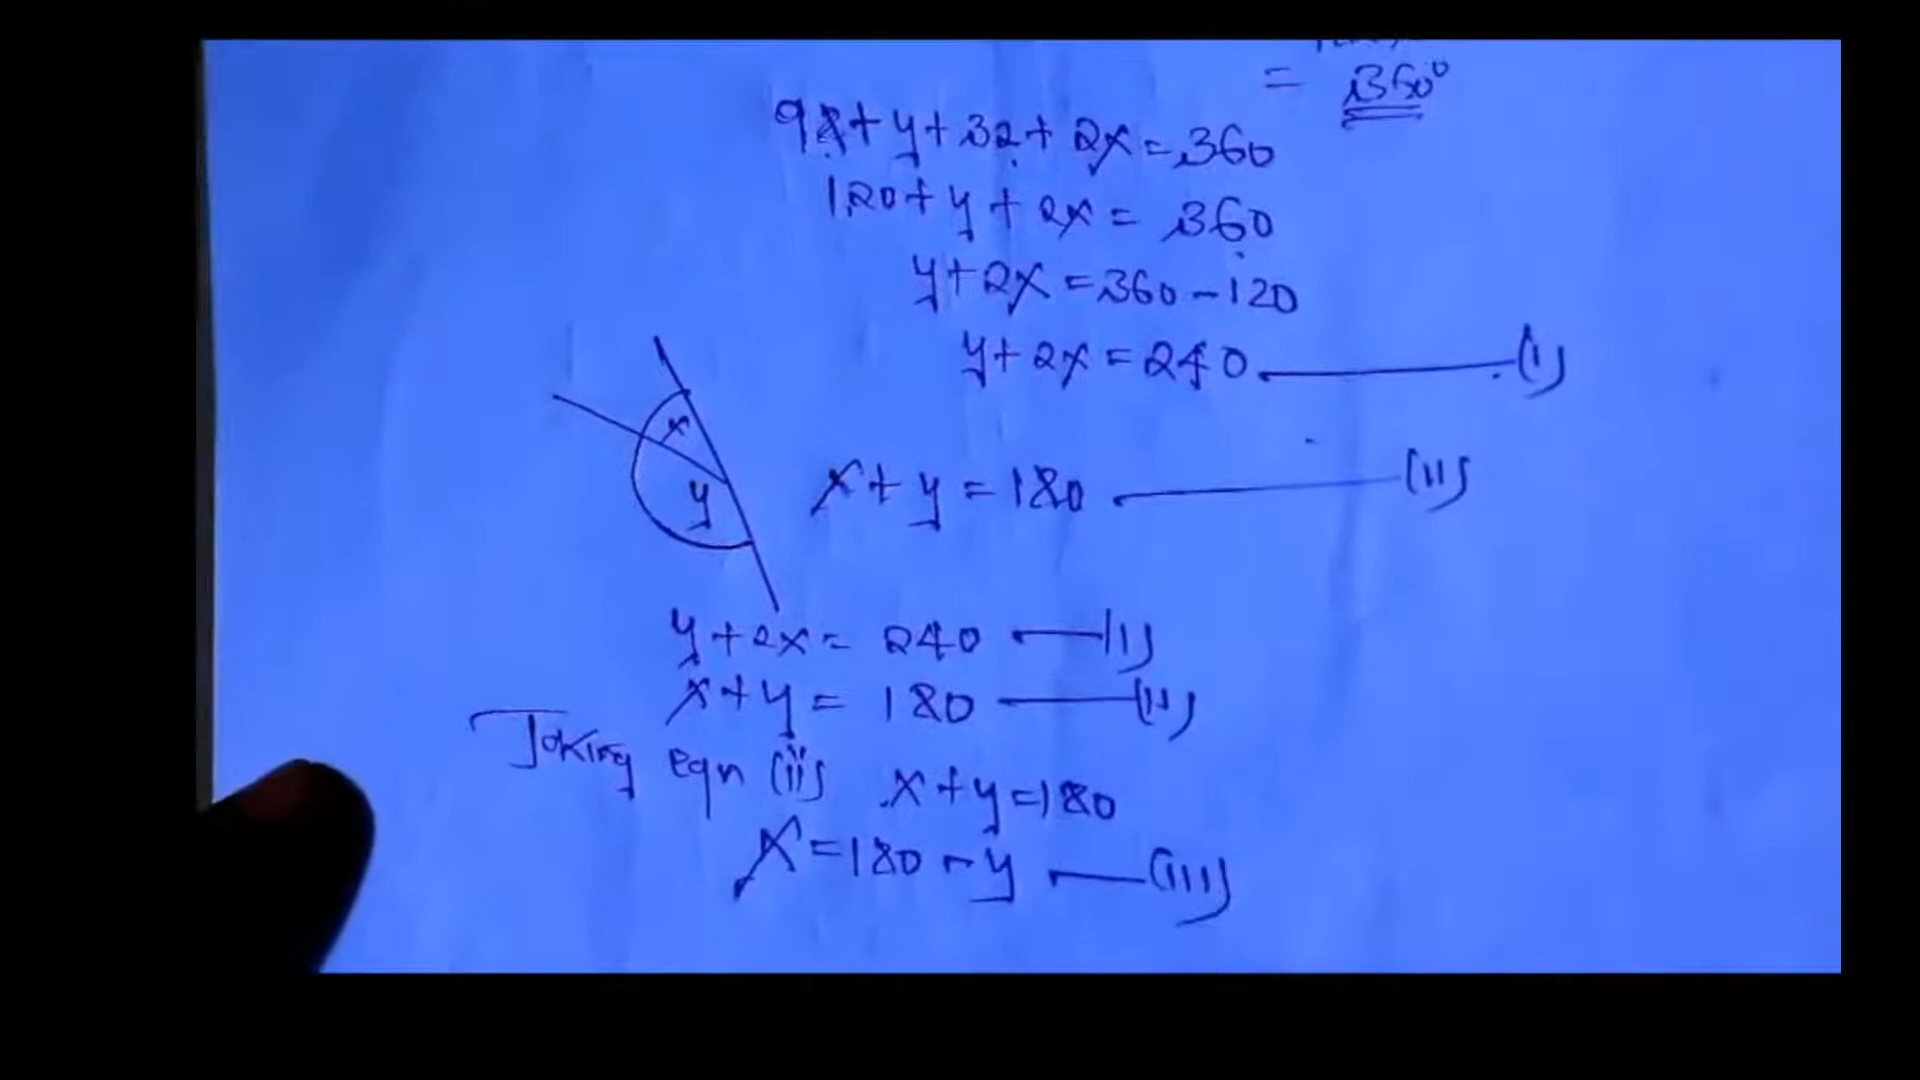 = 360°
98+y+32+2x=360
120+y+2x=360
y+2x=360-120
y+2x=240 (i)
x
y
x+y=180 (ii)
y+2x=240 (i)
x+y=180 (ii)
Taking eqn (ii) x+y=180
x=180-y (iii)